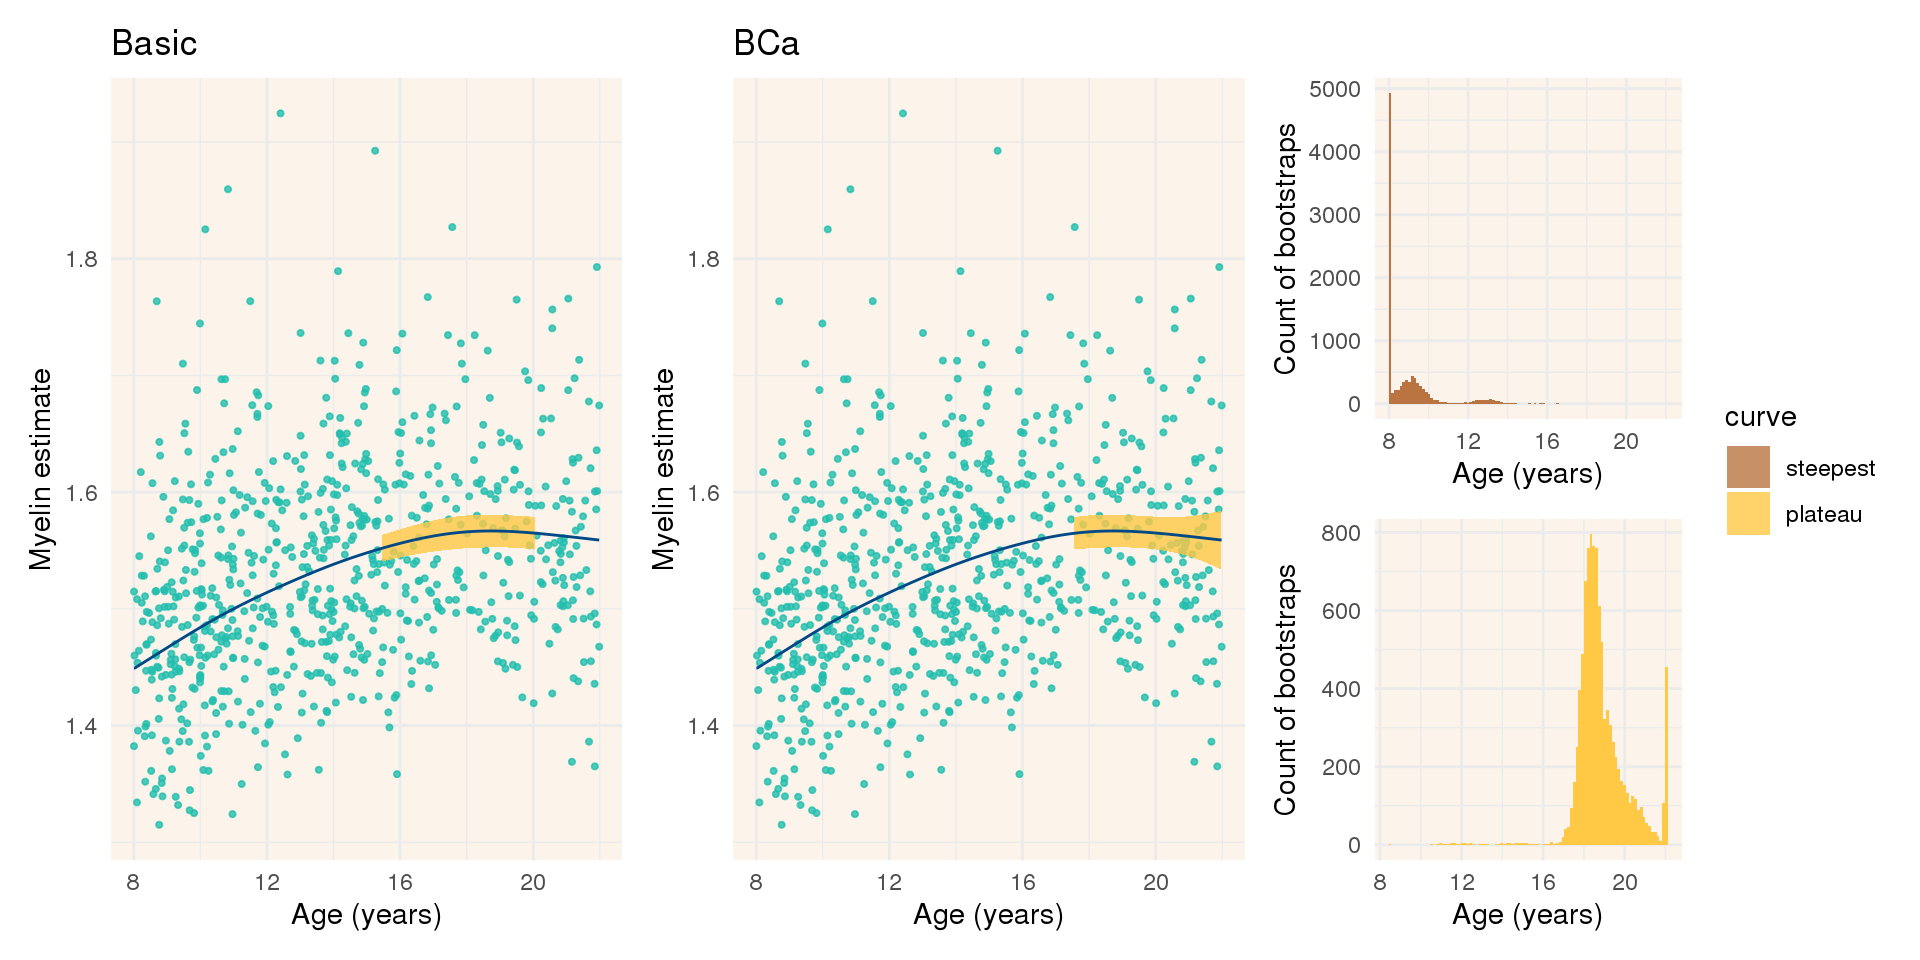 Basic
Myelin estimate
1.8
1.6
1.4
8 12 16 20
Age (years)
BCa
Myelin estimate
1.8
1.6
1.4
8 12 16 20
Age (years)
Count of bootstraps
5000
4000
3000
2000
1000
0
8 12 16 20
Age (years)
Count of bootstraps
800
600
400
200
0
8 12 16 20
Age (years)
curve
steepest
plateau